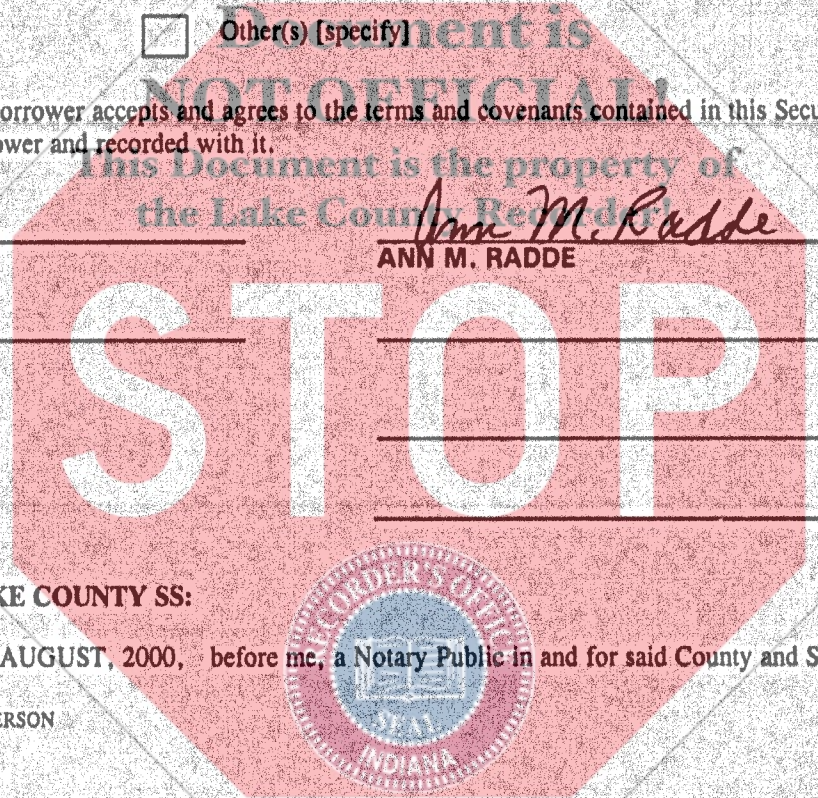 Document is
Other(s) [specify]
NOT OFFICIAL!
orrower accepts and agrees to the terms and covenants contained in this Secu
ower and recorded with it.
This Document is the property of
the Lake County Recorder!
Ann M. Radde
ANN M. RADDE
STOP
KE COUNTY SS:
AUGUST, 2000, before me, a Notary Public in and for said County and S
ERSON
RECORDER'S OFFICE
SEAL
INDIANA